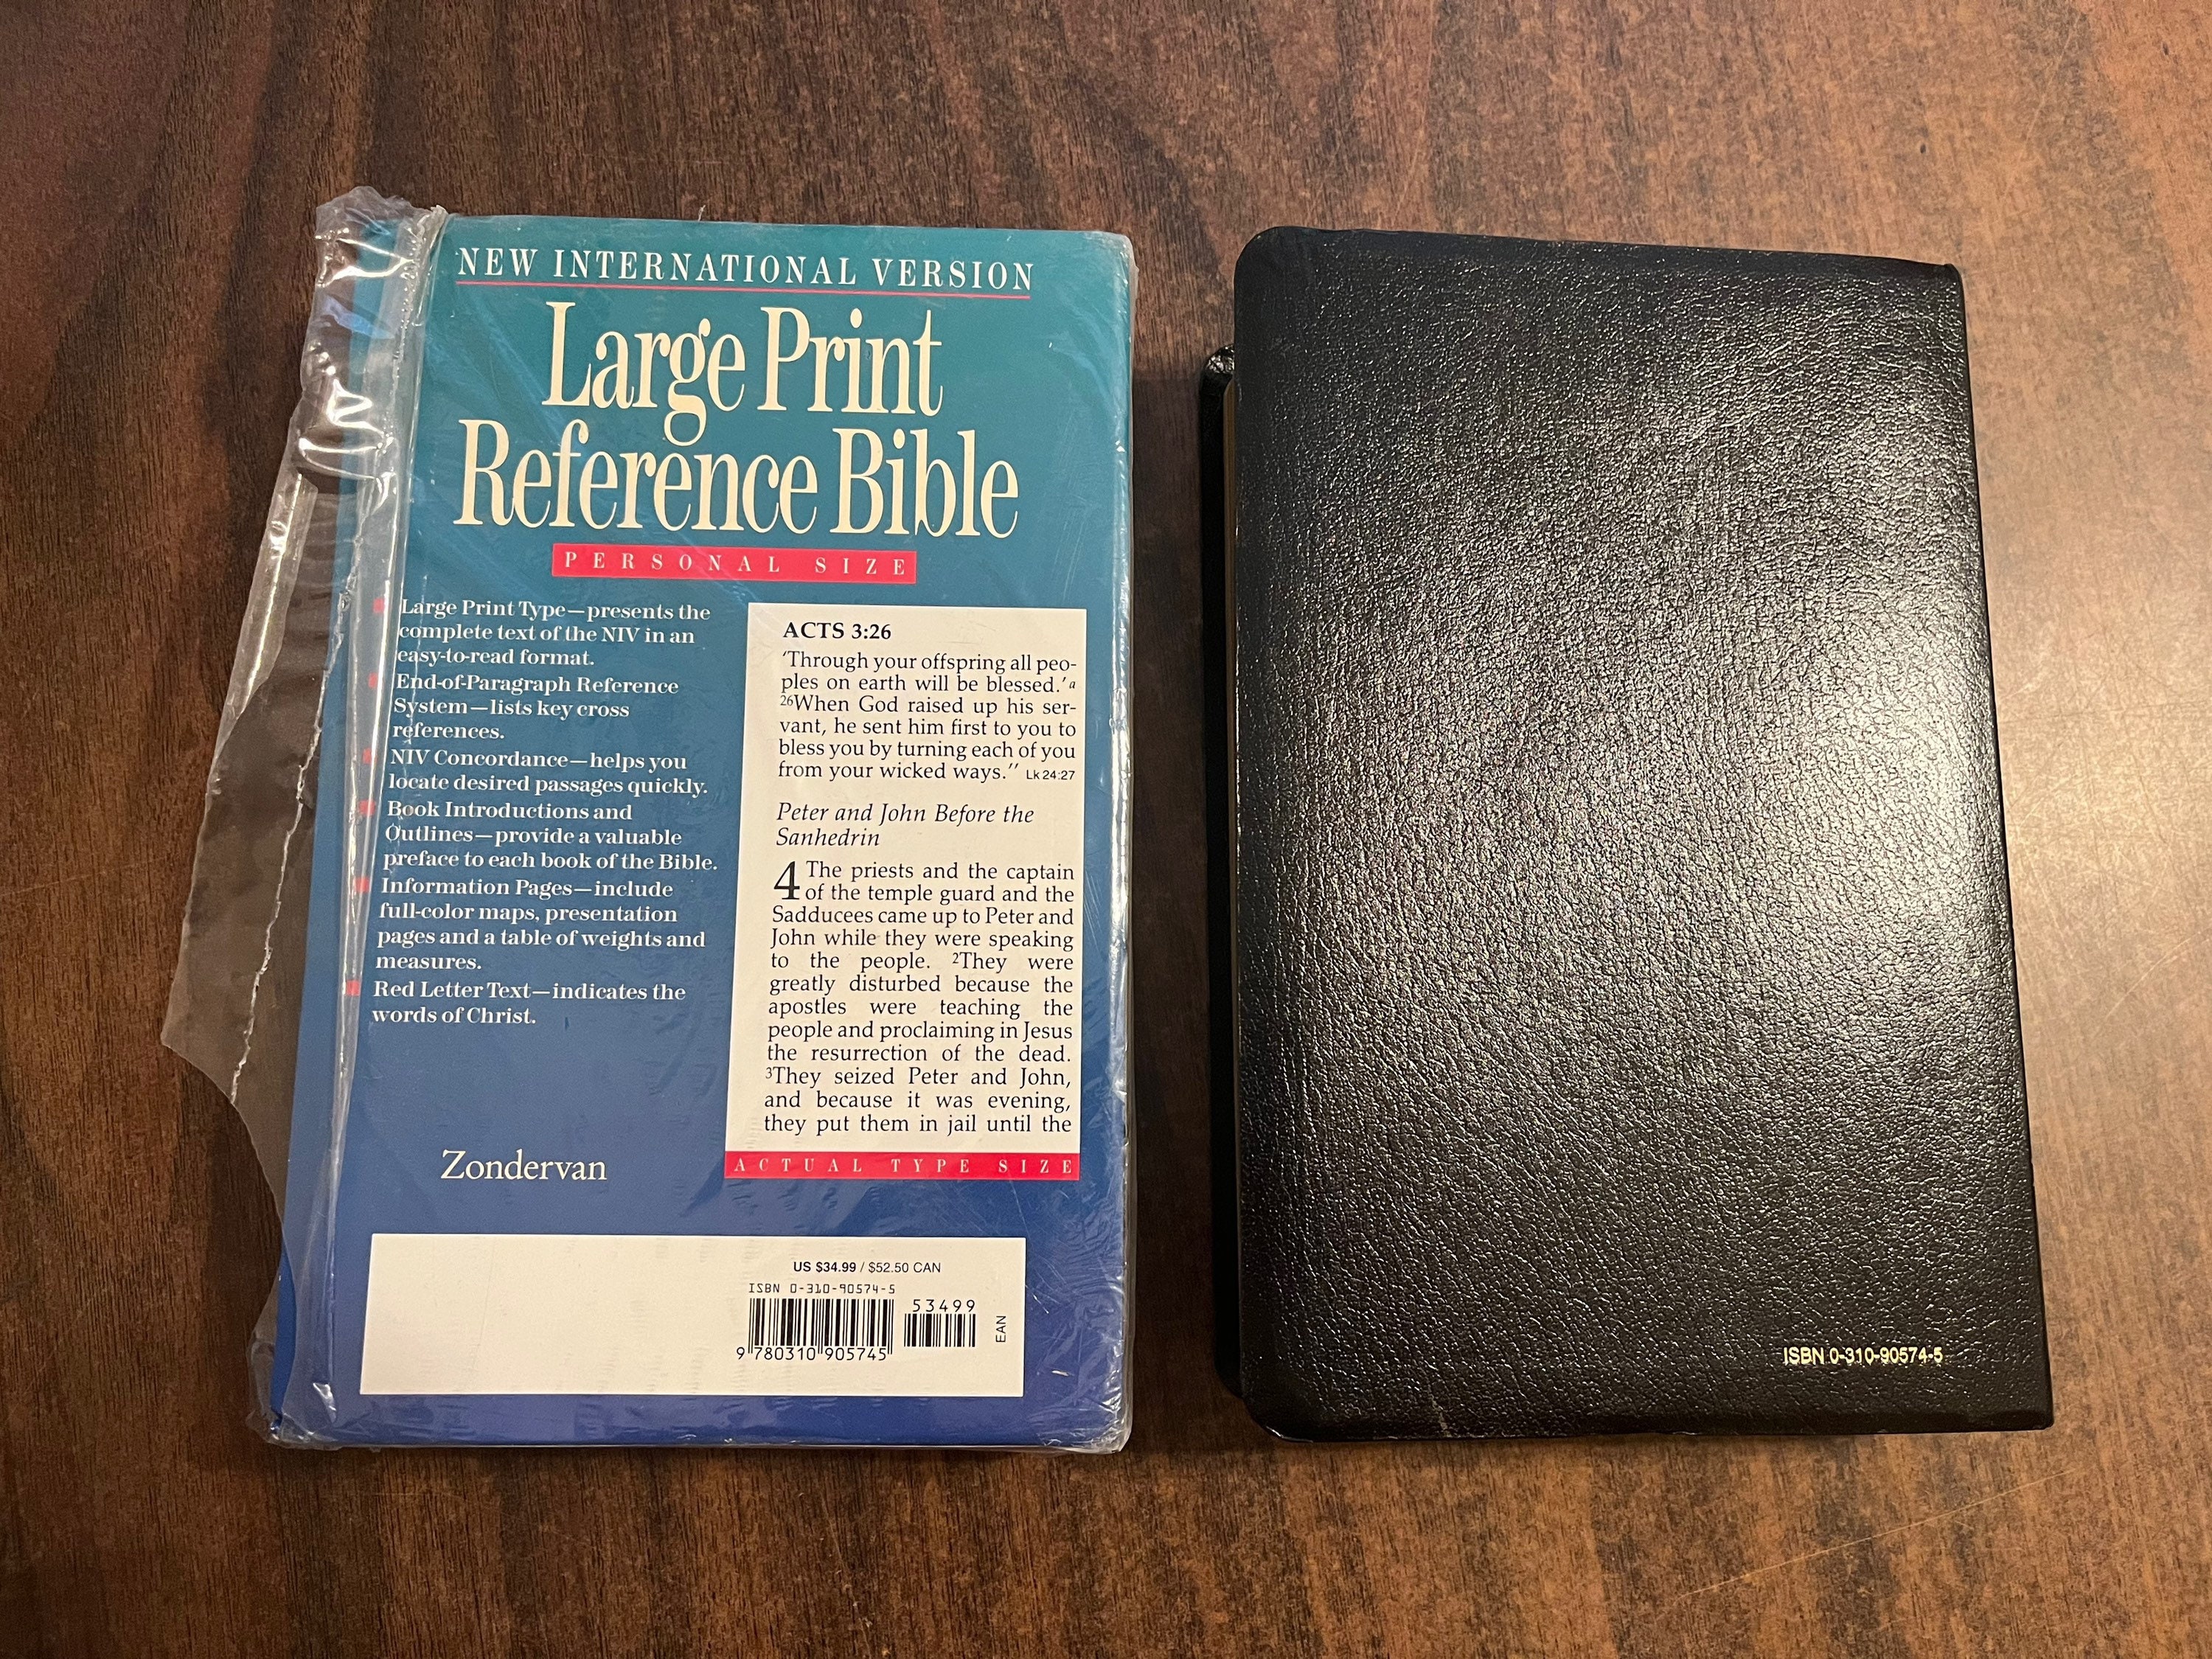 NEW INTERNATIONAL VERSION
Large Print
Reference Bible
PERSONAL SIZE
Large Print Type—presents the
complete text of the NIV in an
easy-to-read format.
End-of-Paragraph Reference
System—lists key cross
references.
NIV Concordance—helps you
locate desired passages quickly.
Book Introductions and
Outlines—provide a valuable
preface to each book of the Bible.
Information Pages—include
full-color maps, presentation
pages and a table of weights and
measures.
Red Letter Text—indicates the
words of Christ.
Zondervan
ACTS 3:26
‘Through your offspring all peo-
ples on earth will be blessed.’ a
26When God raised up his ser-
vant, he sent him first to you to
bless you by turning each of you
from your wicked ways.” Lk 24:27
Peter and John Before the
Sanhedrin
4 The priests and the captain
of the temple guard and the
Sadducees came up to Peter and
John while they were speaking
to the people. 2They were
greatly disturbed because the
apostles were teaching the
people and proclaiming in Jesus
the resurrection of the dead.
3They seized Peter and John,
and because it was evening,
they put them in jail until the
ACTUAL TYPE SIZE
US $34.99 / $52.50 CAN
ISBN 0-310-90574-5
53499
9 780310 905745
EAN
ISBN 0-310-90574-5